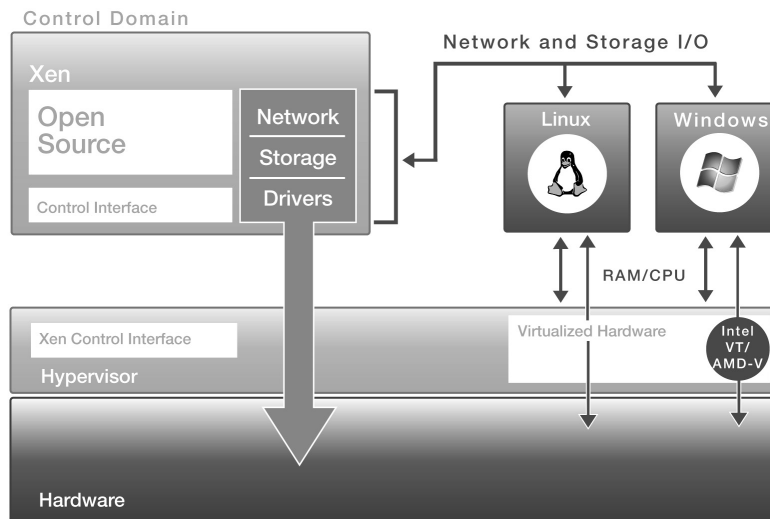 Control Domain
Network and Storage I/O
Xen
Open
Source
Network
Storage
Drivers
Control Interface
Linux
Windows
RAM/CPU
Xen Control Interface
Virtualized Hardware
Intel
VT/
AMD-V
Hypervisor
Hardware